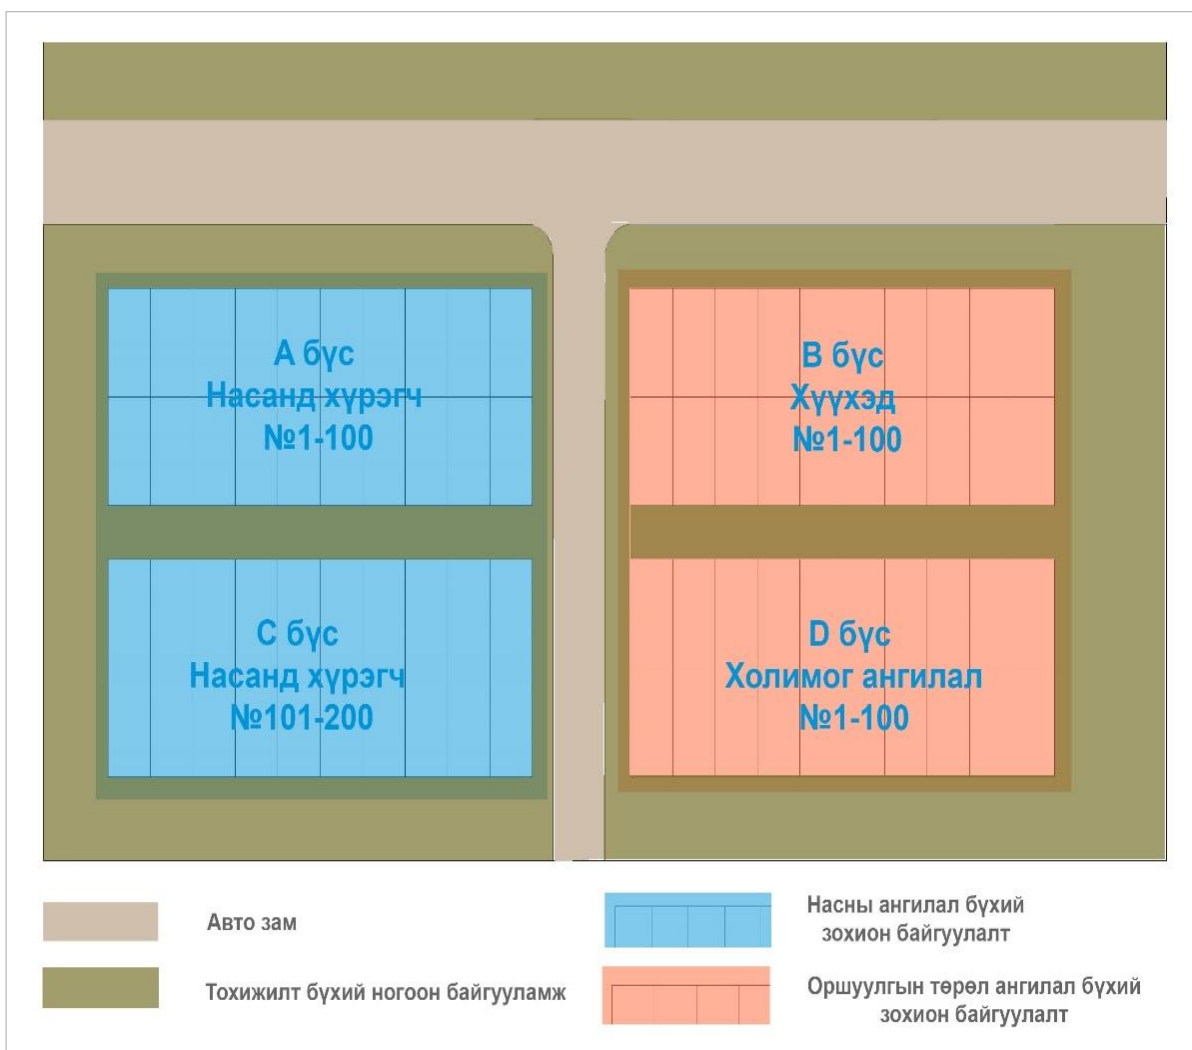 А бүс
Насанд хүрэгч
№1-100
В бүс
Хүүхэд
№1-100
С бүс
Насанд хүрэгч
№101-200
D бүс
Холимог ангилал
№1-100
Авто зам
Насны ангилал бүхий
зохион байгуулалт
Тохижилт бүхий ногоон байгууламж
Оршуулгын төрөл ангилал бүхий
зохион байгуулалт